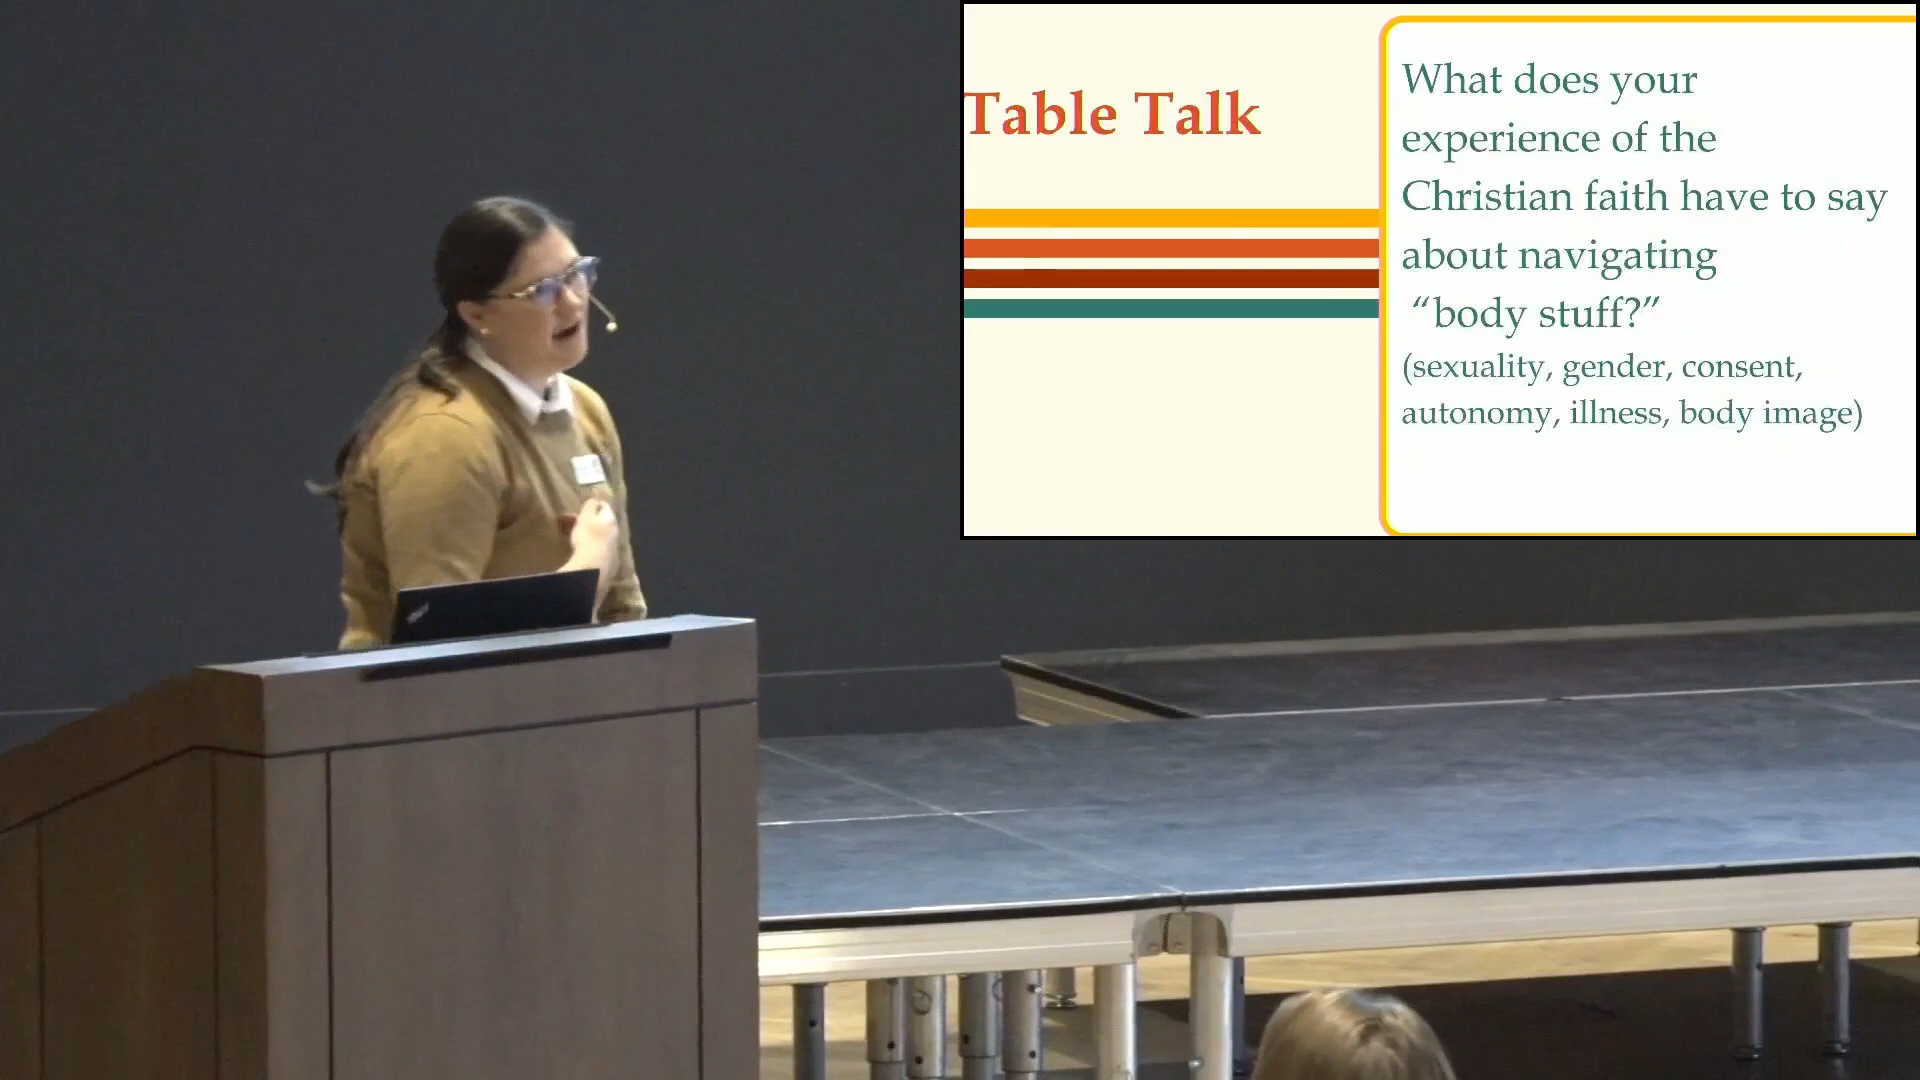 Table Talk
What does your
experience of the
Christian faith have to say
about navigating
“body stuff?”
(sexuality, gender, consent,
autonomy, illness, body image)